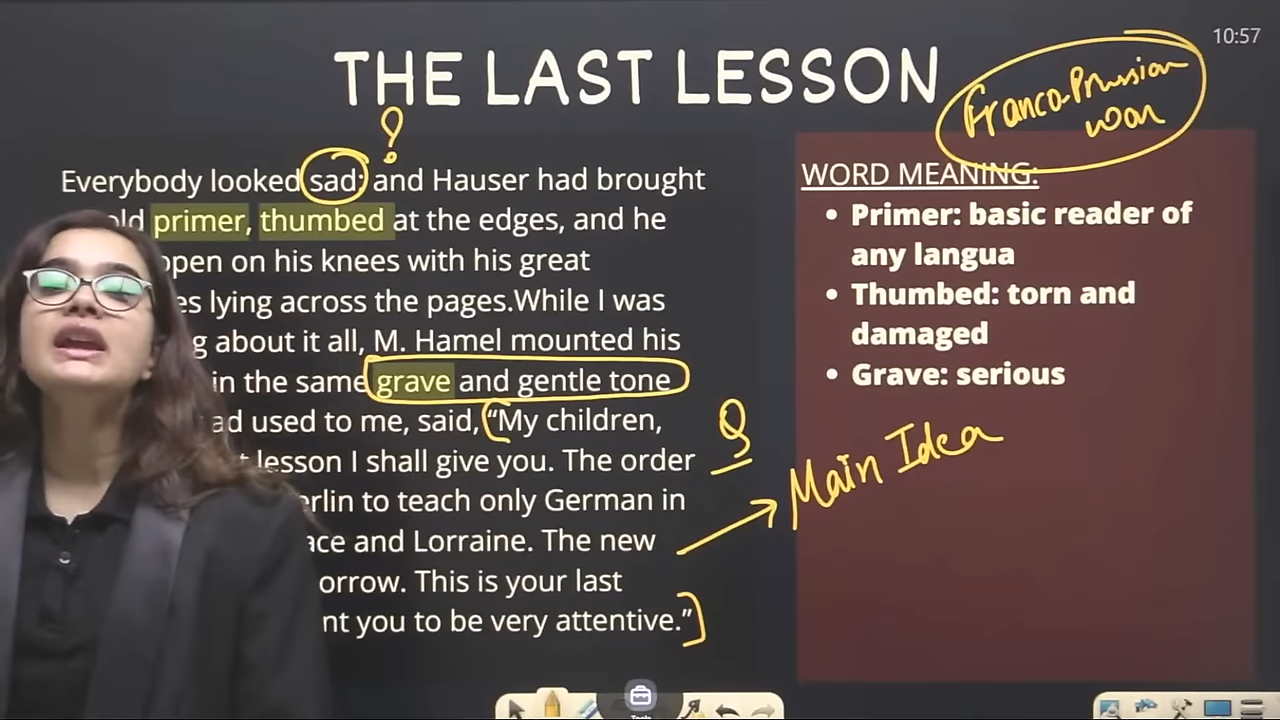 10:57
THE LAST LESSON
Franco-Prussian
war
?
Everybody looked sad; and Hauser had brought
old primer, thumbed at the edges, and he
open on his knees with his great
es lying across the pages.While I was
g about it all, M. Hamel mounted his
in the same grave and gentle tone
ad used to me, said, “My children,
t lesson I shall give you. The order
erlin to teach only German in
ace and Lorraine. The new
orrow. This is your last
nt you to be very attentive.”
WORD MEANING:
• Primer: basic reader of
any langua
• Thumbed: torn and
damaged
• Grave: serious
Q
Main Idea
Tools